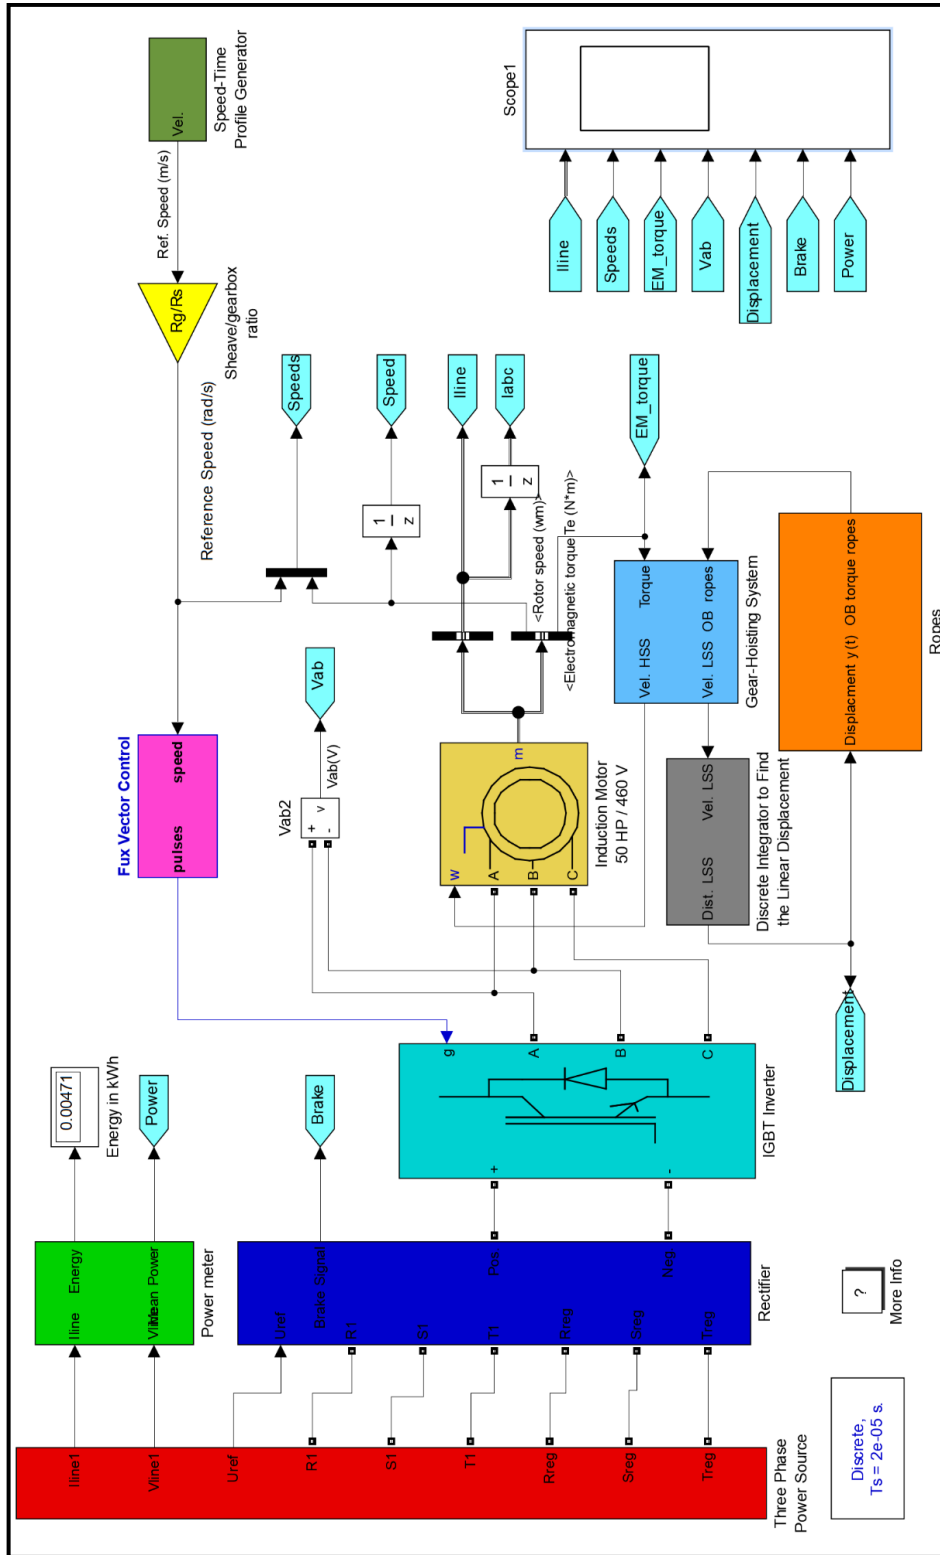 Iline1
Vline1
Uref
R1
S1
T1
Rreg
Sreg
Treg
Three Phase
Power Source
Discrete,
Ts = 2e-05 s.
Iline
Energy
Vline
Mean Power
Power meter
0.00471
Energy in kWh
Power
Uref
Brake Signal
R1
S1
T1
Pos
Rreg
Sreg
Neg
Treg
Rectifier
Brake
?
More Info
g
+
A
B
-
C
IGBT Inverter
Fux Vector Control
pulses
speed
Vab2
+
-
v
Vab(V)
Vab
w
A
B
C
m
Induction Motor
50 HP / 460 V
Dist. LSS
Vel. LSS
Discrete Integrator to Find
the Linear Displacement
Displacement
Vel. HSS
Torque
Vel. LSS
OB ropes
Gear-Hoisting System
Displacment y(t)
OB torque ropes
Ropes
<Rotor speed (wm)>
<Electromagnetic torque Te (N*m)>
Reference Speed (rad/s)
Speeds
1
z
Speed
Iline
1
z
Iabc
EM_torque
Rg/Rs
Sheave/gearbox
ratio
Ref. Speed (m/s)
Vel.
Speed-Time
Profile Generator
Iline
Speeds
EM_torque
Vab
Displacement
Brake
Power
Scope1